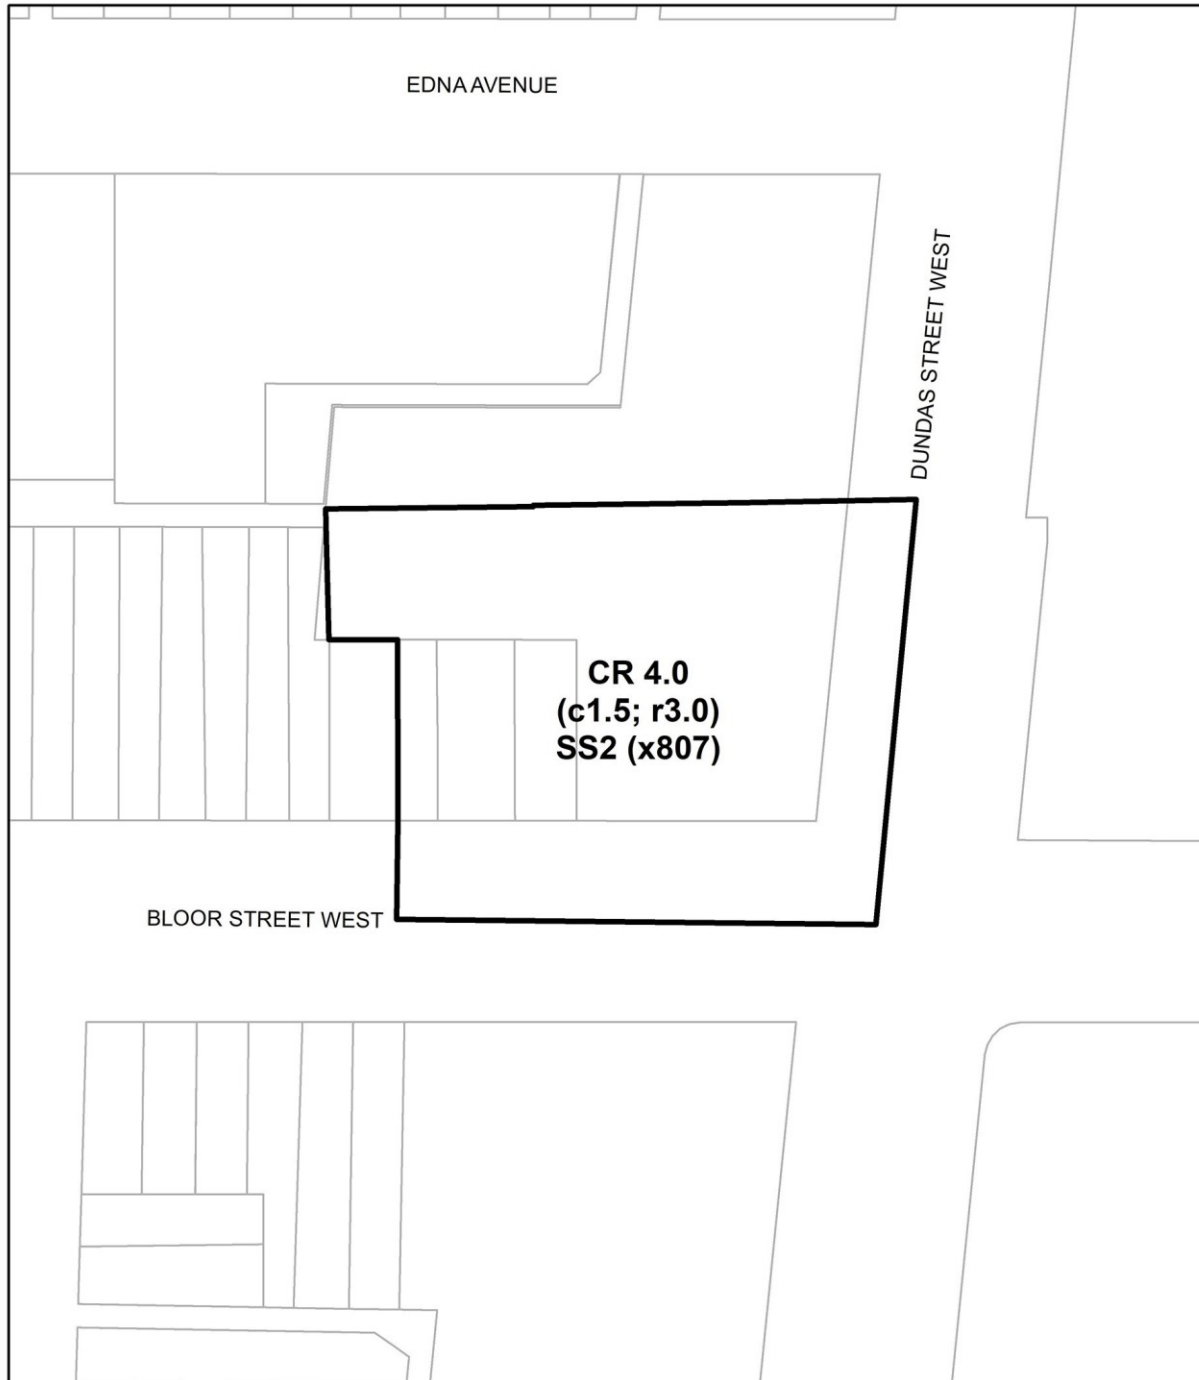 EDNA AVENUE
DUNDAS STREET WEST
CR 4.0
(c1.5; r3.0)
SS2 (x807)
BLOOR STREET WEST